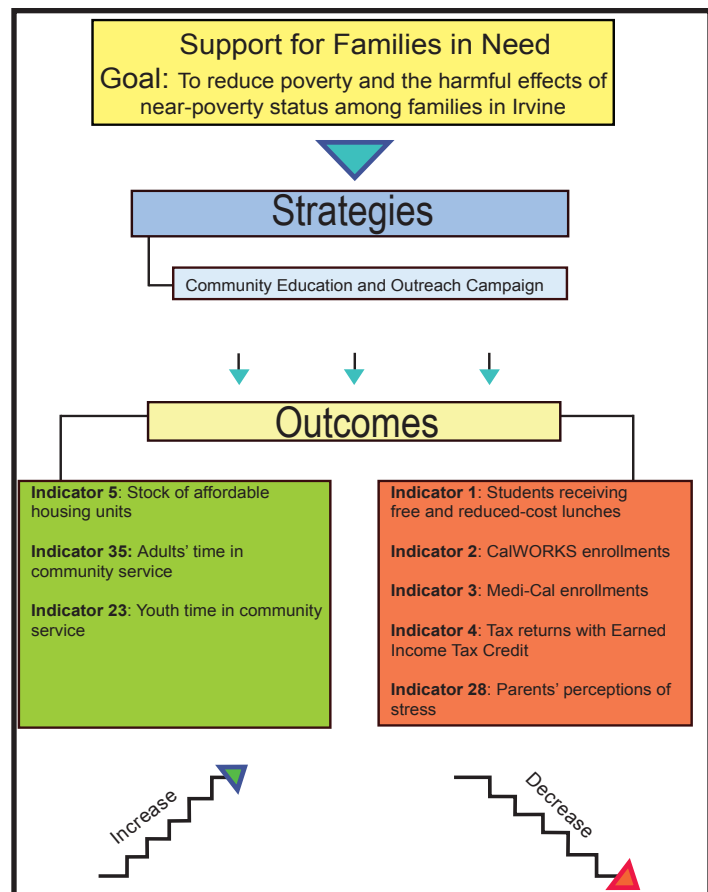 Support for Families in Need
Goal: To reduce poverty and the harmful effects of
near-poverty status among families in Irvine
Strategies
Community Education and Outreach Campaign
Outcomes
Indicator 5: Stock of affordable
housing units
Indicator 35: Adults' time in
community service
Indicator 23: Youth time in community
service
Indicator 1: Students receiving
free and reduced-cost lunches
Indicator 2: CalWORKS enrollments
Indicator 3: Medi-Cal enrollments
Indicator 4: Tax returns with Earned
Income Tax Credit
Indicator 28: Parents' perceptions of
stress
Increase
Decrease